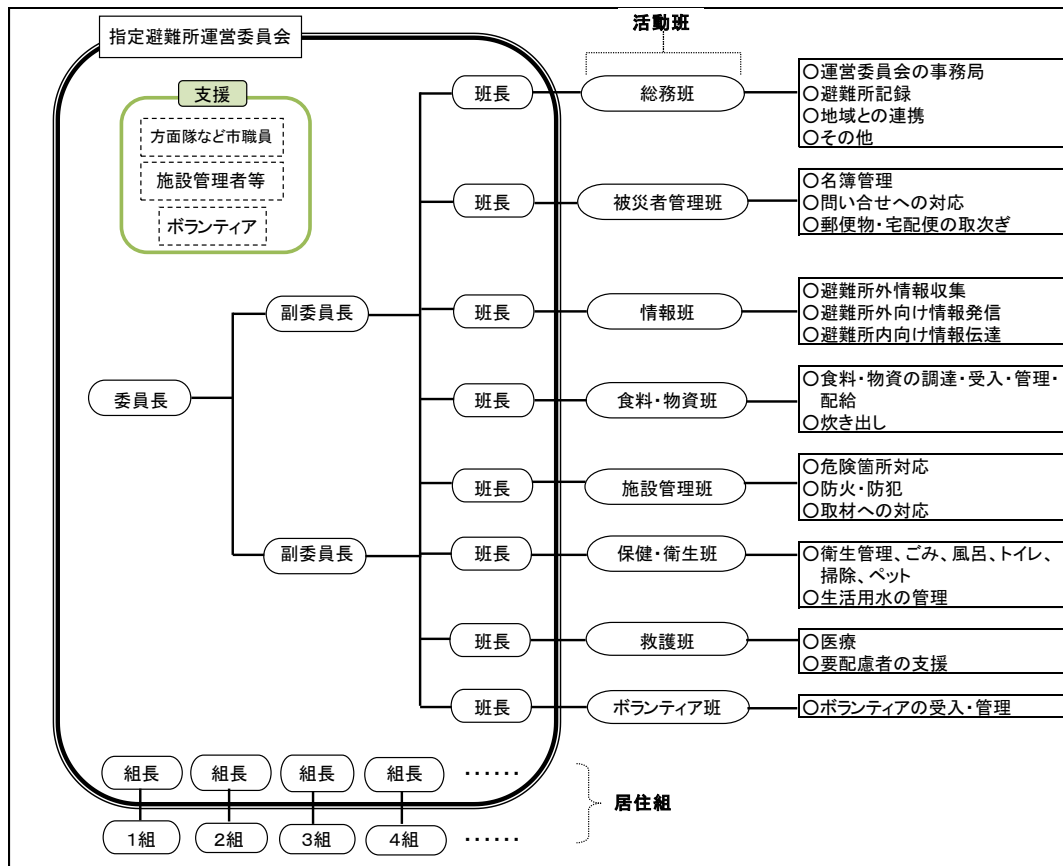 指定避難所運営委員会
支援
方面隊など市職員
施設管理者等
ボランティア
委員長
副委員長
副委員長
活動班
班長
総務班
○運営委員会の事務局
○避難所記録
○地域との連携
○その他
班長
被災者管理班
○名簿管理
○問い合せへの対応
○郵便物・宅配便の取次ぎ
班長
情報班
○避難所外情報収集
○避難所外向け情報発信
○避難所内向け情報伝達
班長
食料・物資班
○食料・物資の調達・受入・管理・
配給
○炊き出し
班長
施設管理班
○危険箇所対応
○防火・防犯
○取材への対応
班長
保健・衛生班
○衛生管理、ごみ、風呂、トイレ、
掃除、ペット
○生活用水の管理
班長
救護班
○医療
○要配慮者の支援
班長
ボランティア班
○ボランティアの受入・管理
組長 組長 組長 組長 ‥‥‥
1組 2組 3組 4組 ‥‥‥
居住組